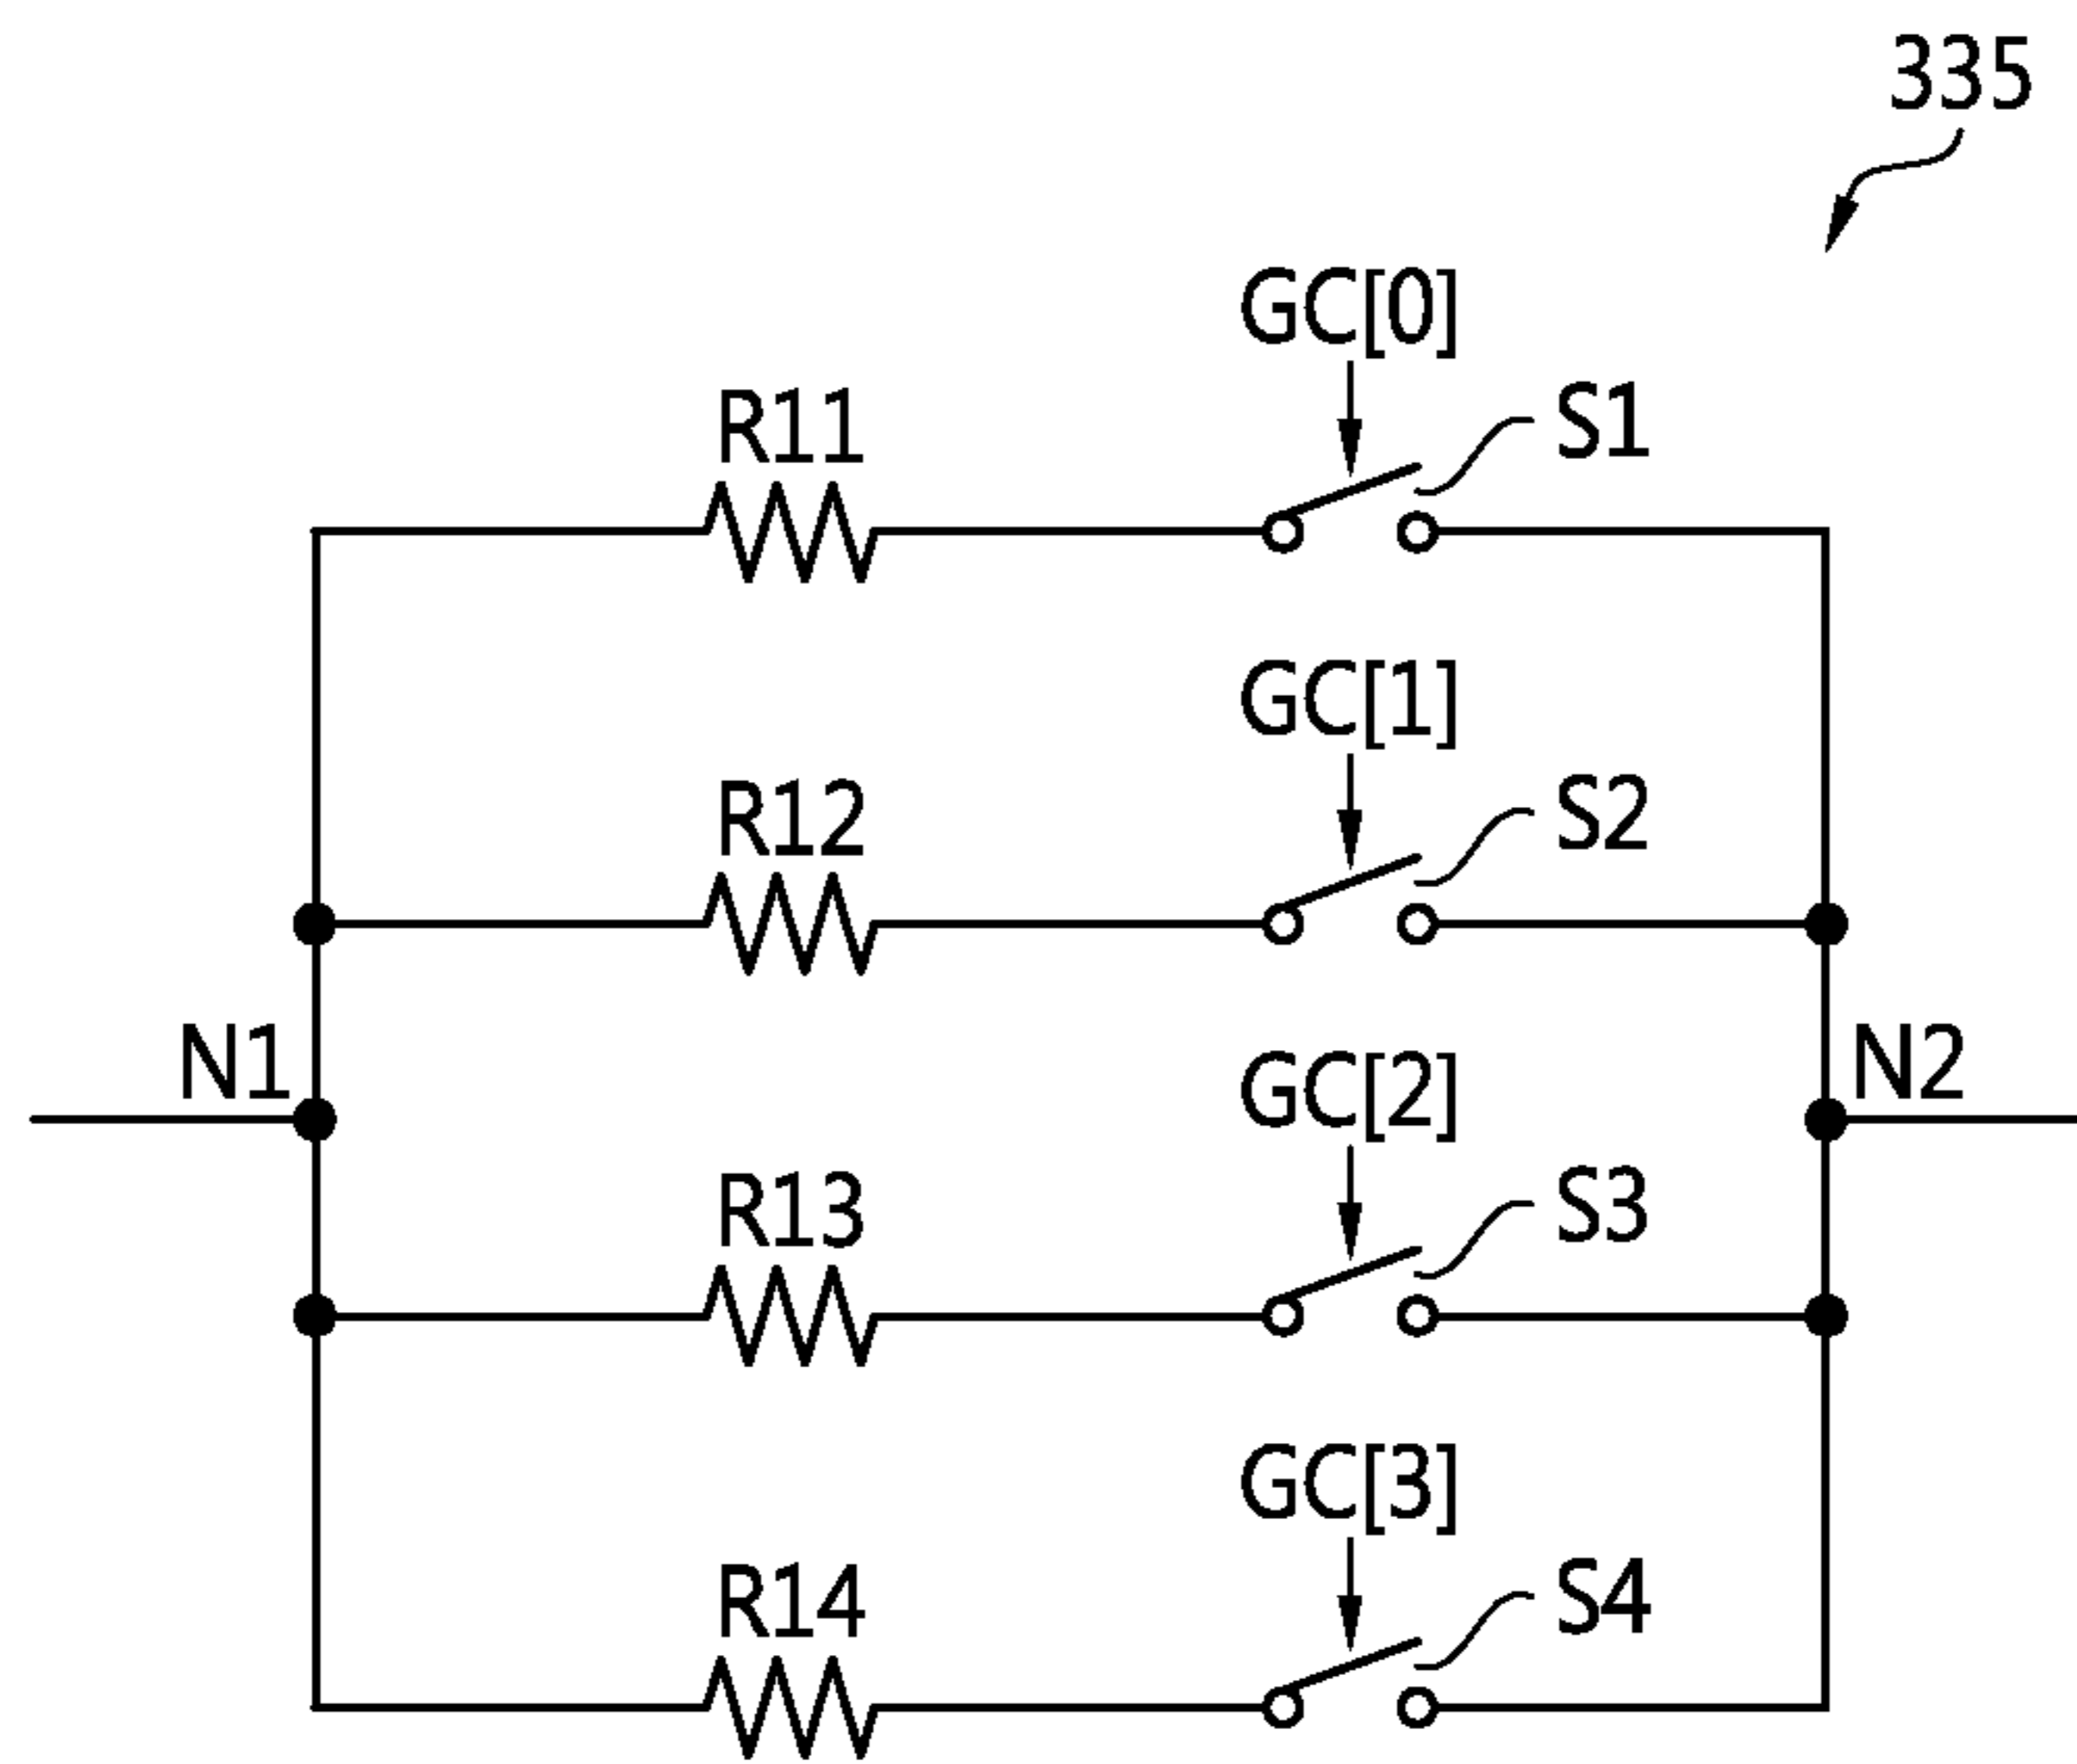 335
GC[0]
R11
S1
GC[1]
R12
S2
N1
GC[2]
N2
R13
S3
GC[3]
R14
S4